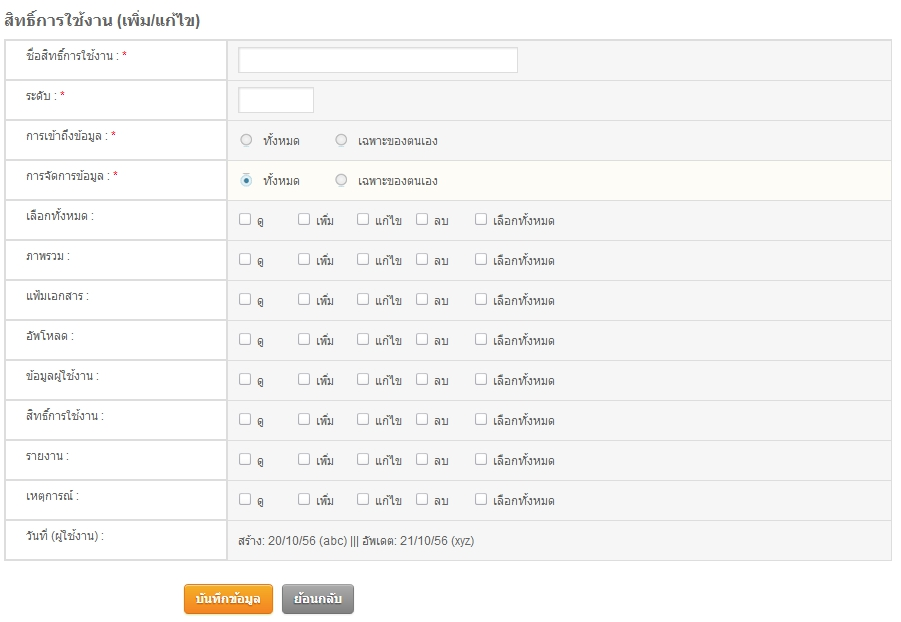 สิทธิ์การใช้งาน (เพิ่ม/แก้ไข)
ชื่อสิทธิ์การใช้งาน : *
ระดับ : *
การเข้าถึงข้อมูล : * ทั้งหมด เฉพาะของตนเอง
การจัดการข้อมูล : * ทั้งหมด เฉพาะของตนเอง
เลือกทั้งหมด : ดู เพิ่ม แก้ไข ลบ เลือกทั้งหมด
ภาพรวม : ดู เพิ่ม แก้ไข ลบ เลือกทั้งหมด
แฟ้มเอกสาร : ดู เพิ่ม แก้ไข ลบ เลือกทั้งหมด
อัพโหลด : ดู เพิ่ม แก้ไข ลบ เลือกทั้งหมด
ข้อมูลผู้ใช้งาน : ดู เพิ่ม แก้ไข ลบ เลือกทั้งหมด
สิทธิ์การใช้งาน : ดู เพิ่ม แก้ไข ลบ เลือกทั้งหมด
รายงาน : ดู เพิ่ม แก้ไข ลบ เลือกทั้งหมด
เหตุการณ์ : ดู เพิ่ม แก้ไข ลบ เลือกทั้งหมด
วันที่ (ผู้ใช้งาน) : สร้าง: 20/10/56 (abc) ||| อัพเดต: 21/10/56 (xyz)
บันทึกข้อมูล ย้อนกลับ